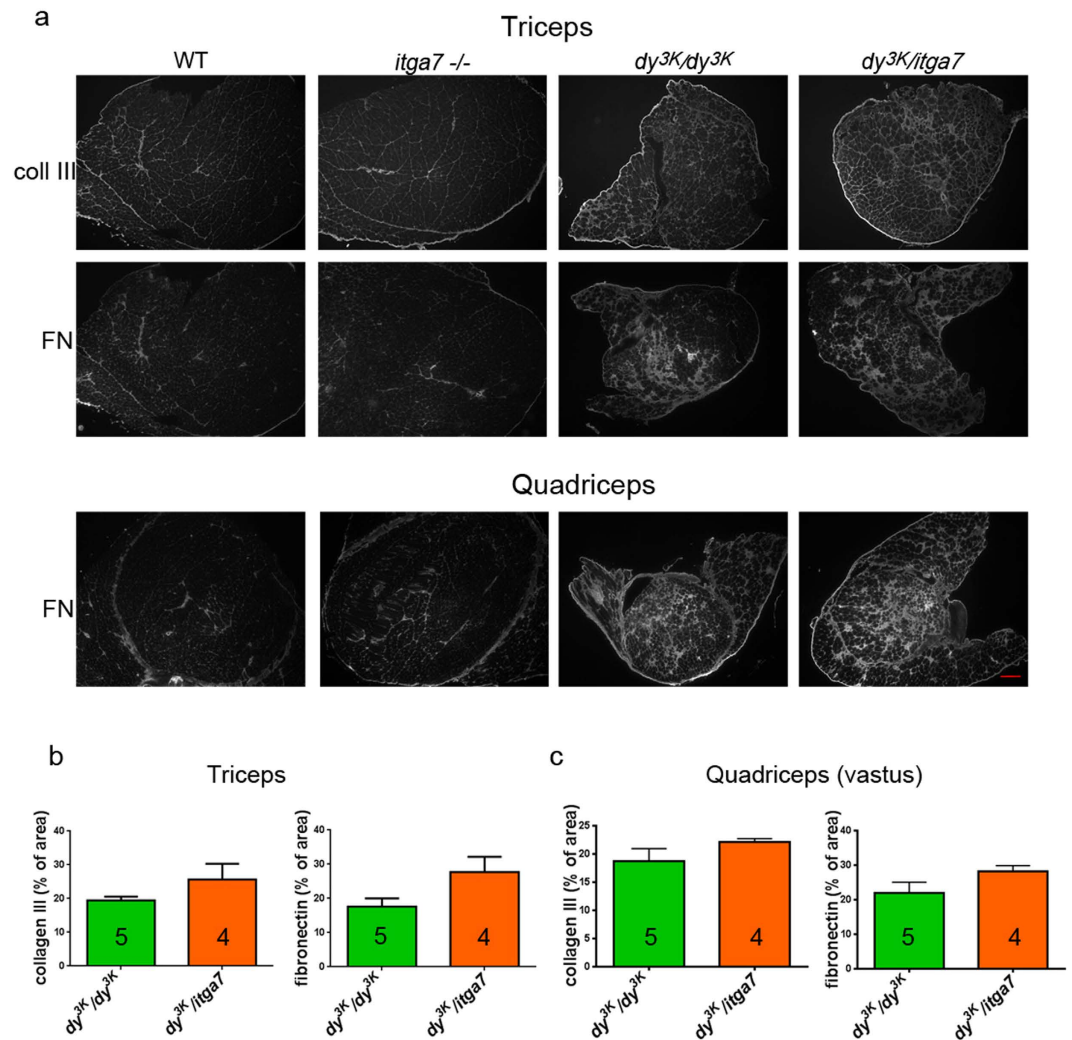 a
Triceps
WT itga7 -/- dy3K/dy3K dy3K/itga7
coll III
FN
Quadriceps
FN
b
Triceps
collagen III (% of area)
40
30
20
10
0
5
4
dy3K/dy3K
dy3K/itga7
fibronectin (% of area)
40
30
20
10
0
5
4
dy3K/dy3K
dy3K/itga7
c
Quadriceps (vastus)
collagen III (% of area)
25
20
15
10
5
0
5
4
dy3K/dy3K
dy3K/itga7
fibronectin (% of area)
40
30
20
10
0
5
4
dy3K/dy3K
dy3K/itga7